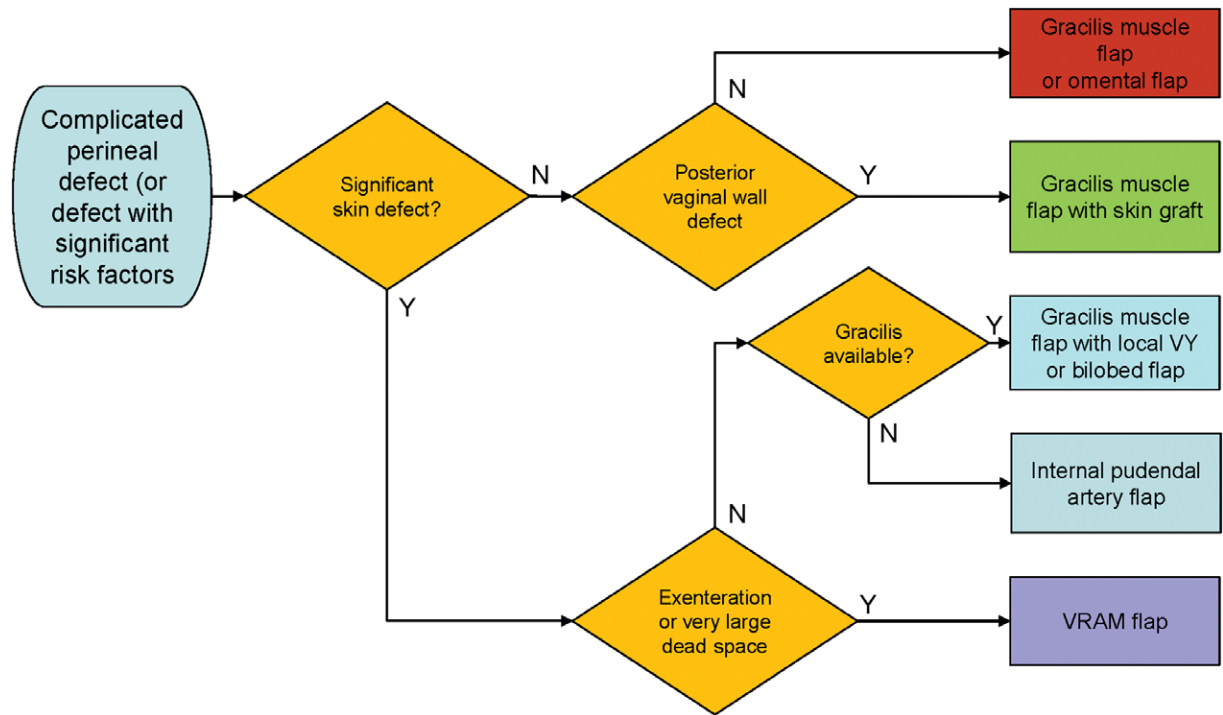 Complicated
perineal
defect (or
defect with
significant
risk factors
Significant
skin defect?
N
Y
Posterior
vaginal wall
defect
N
Y
Gracilis muscle
flap
or omental flap
Gracilis muscle
flap with skin graft
Exenteration
or very large
dead space
N
Y
Gracilis
available?
Y
N
Gracilis muscle
flap with local VY
or bilobed flap
Internal pudendal
artery flap
VRAM flap